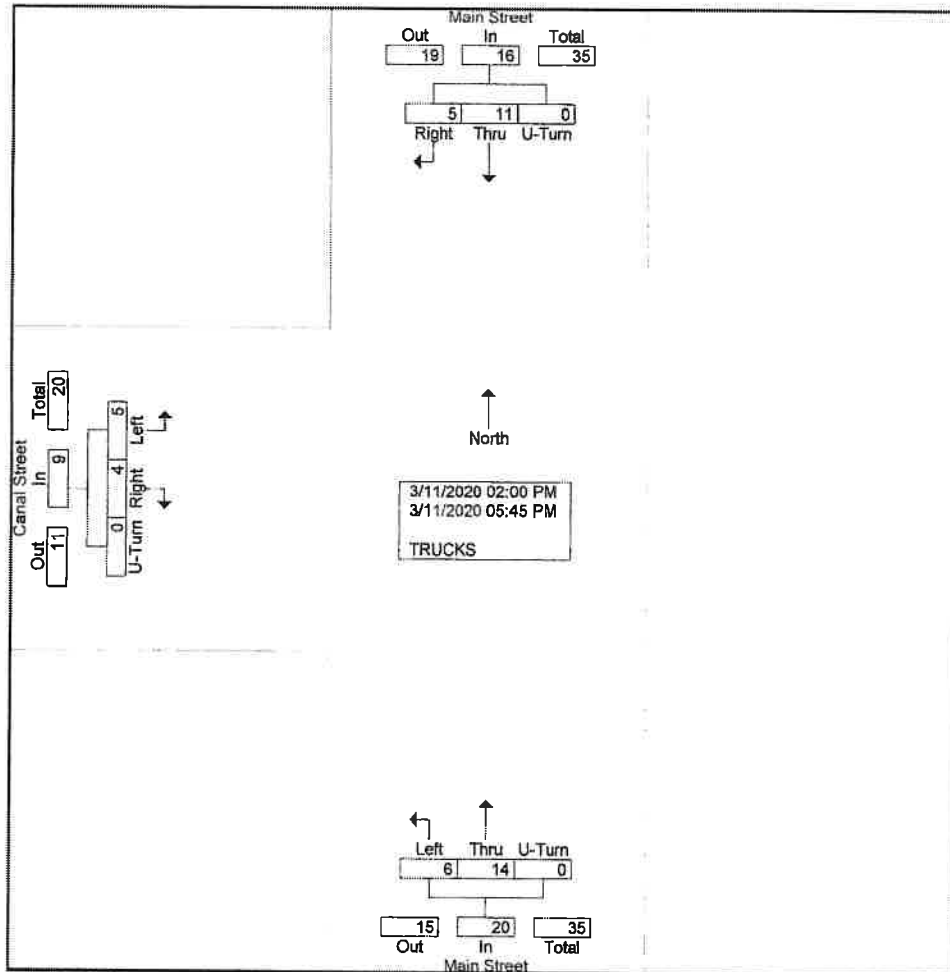 Main Street
Out In Total
19 16 35
5 11 0
Right Thru U-Turn
Canal Street
Out In Total
11 9 20
U-Turn Right Left
0 4 5
North
3/11/2020 02:00 PM
3/11/2020 05:45 PM
TRUCKS
Left Thru U-Turn
6 14 0
15 20 35
Out In Total
Main Street